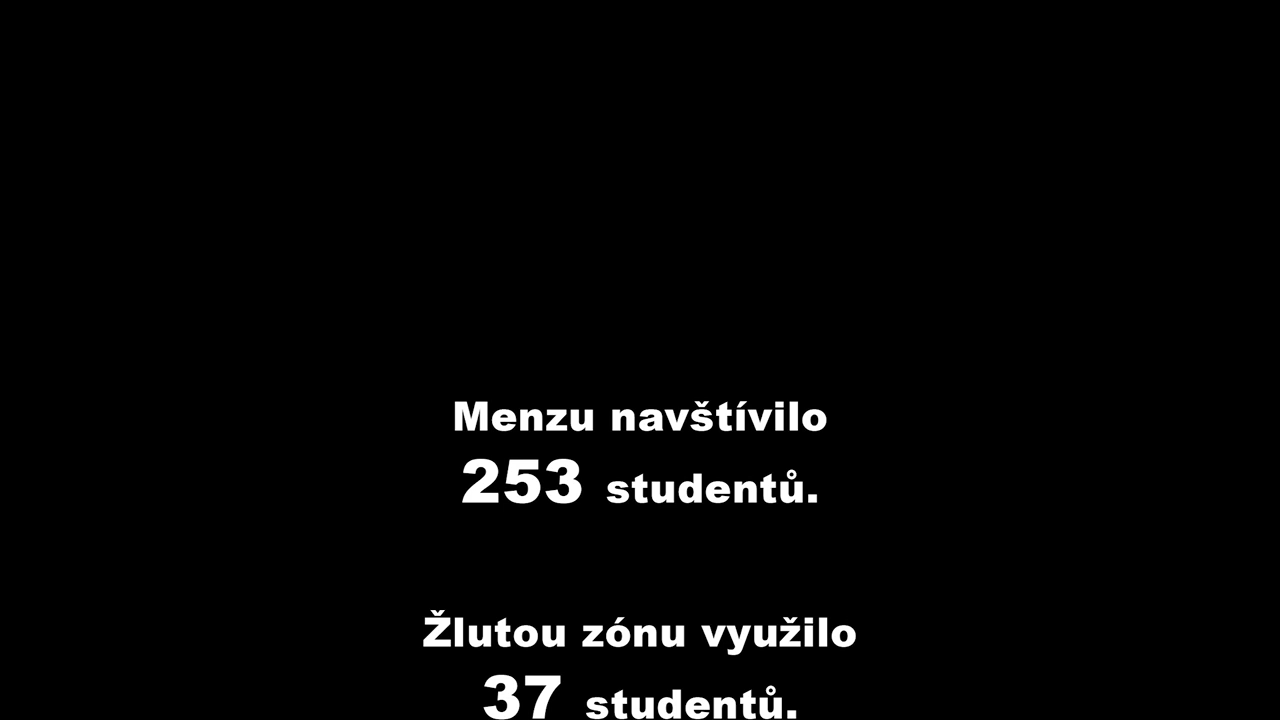 Menzu navštívilo
253 studentů.
Žlutou zónu využilo
37 studentů.